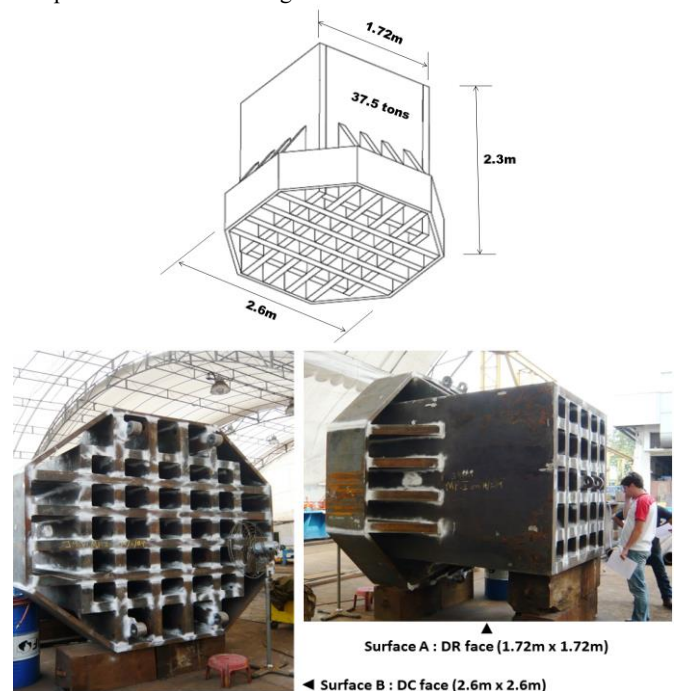 1.72m
37.5 tons
2.3m
2.6m
▲
Surface A : DR face (1.72m x 1.72m)
◄ Surface B : DC face (2.6m x 2.6m)